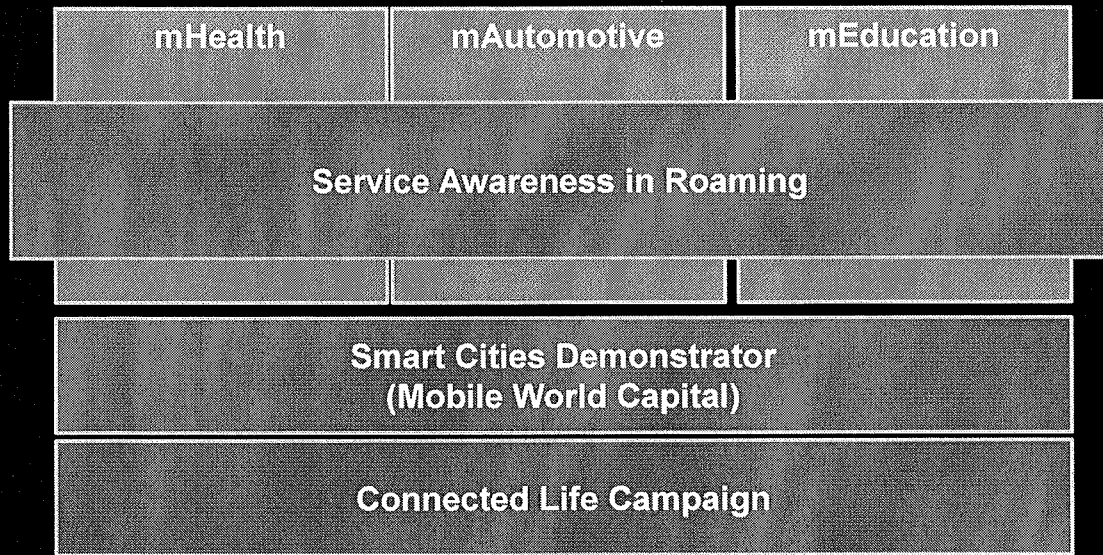 mHealth
mAutomotive
mEducation
Service Awareness in Roaming
Smart Cities Demonstrator
(Mobile World Capital)
Connected Life Campaign